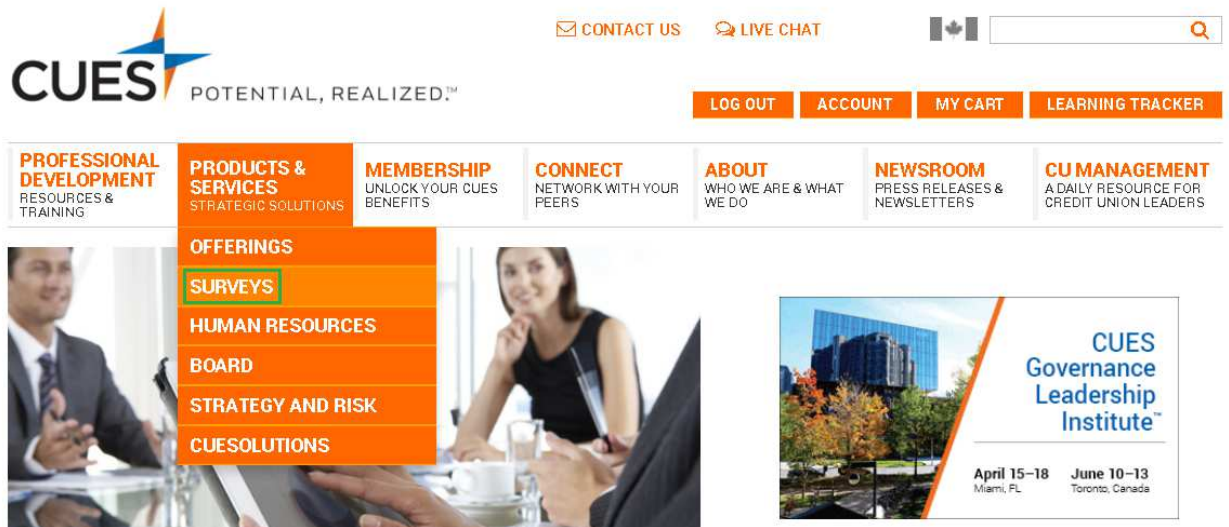 CONTACT US
LIVE CHAT
CUES
POTENTIAL, REALIZED.™
LOG OUT
ACCOUNT
MY CART
LEARNING TRACKER
PROFESSIONAL
DEVELOPMENT
RESOURCES &
TRAINING
PRODUCTS &
SERVICES
STRATEGIC SOLUTIONS
MEMBERSHIP
UNLOCK YOUR CUES
BENEFITS
CONNECT
NETWORK WITH YOUR
PEERS
ABOUT
WHO WE ARE & WHAT
WE DO
NEWSROOM
PRESS RELEASES &
NEWSLETTERS
CU MANAGEMENT
A DAILY RESOURCE FOR
CREDIT UNION LEADERS
OFFERINGS
SURVEYS
HUMAN RESOURCES
BOARD
STRATEGY AND RISK
CUESOLUTIONS
CUES
Governance
Leadership
Institute™
April 15–18
Miami, FL
June 10–13
Toronto, Canada